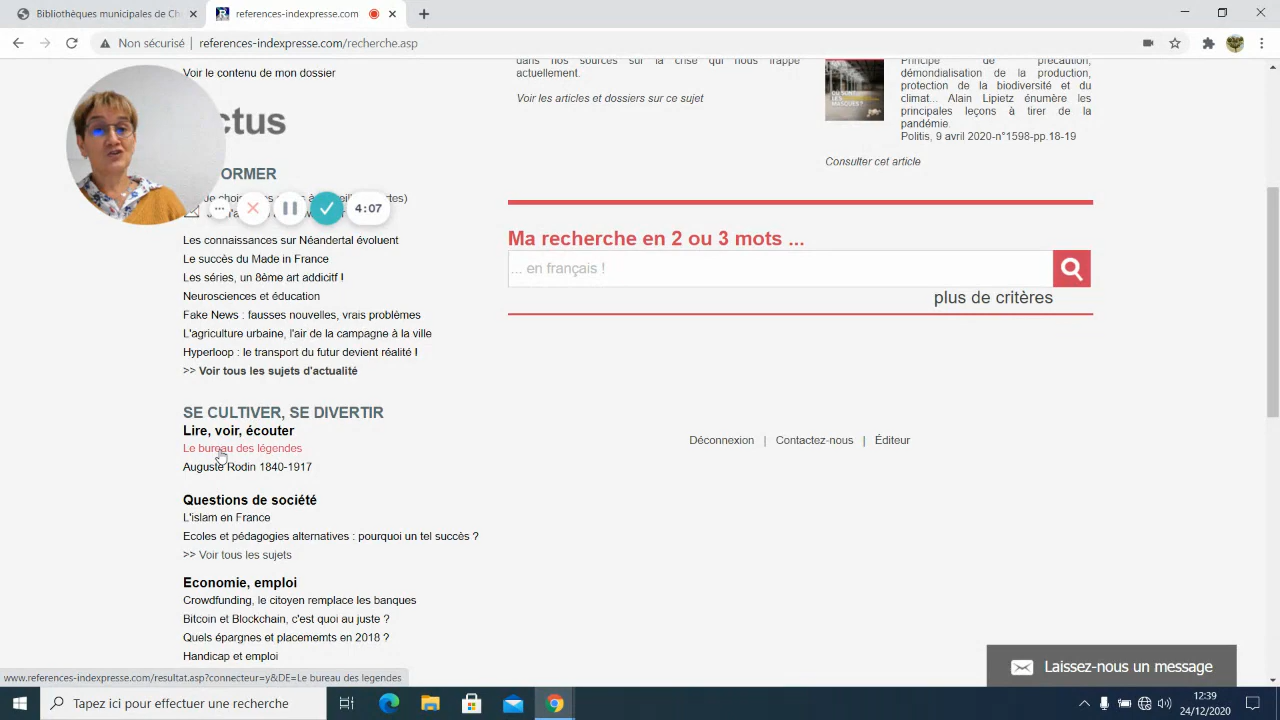 Bibliothèques municipales de Ch
references-indexpresse.com
Non sécurisé | references-indexpresse.com/recherche.asp
Voir le contenu de mon dossier
ctus
ORMER
Les connaissances sur Néandertal évoluent
Le succès du Made in France
Les séries, un 8ème art addicitf !
Neurosciences et éducation
Fake News : fausses nouvelles, vrais problèmes
L'agriculture urbaine, l'air de la campagne à la ville
Hyperloop : le transport du futur devient réalité !
>> Voir tous les sujets d'actualité
SE CULTIVER, SE DIVERTIR
Lire, voir, écouter
Le bureau des légendes
Auguste Rodin 1840-1917
Questions de société
L'islam en France
Ecoles et pédagogies alternatives : pourquoi un tel succès ?
>> Voir tous les sujets
Economie, emploi
Crowdfunding, le citoyen remplace les banques
Bitcoin et Blockchain, c'est quoi au juste ?
Quels épargnes et placements en 2018 ?
Handicap et emploi
4:07
dans nos sources sur la crise qui nous frappe
actuellement.
Voir les articles et dossiers sur ce sujet
OÙ SONT
LES
MASQUES ?
Principe de précaution,
démondialisation de la production,
protection de la biodiversité et du
climat... Alain Lipietz énumère les
principales leçons à tirer de la
pandémie.
Politis, 9 avril 2020-n°1598-pp.18-19
Consulter cet article
Ma recherche en 2 ou 3 mots ...
... en français !
plus de critères
Déconnexion | Contactez-nous | Éditeur
Laissez-nous un message
www.references-indexpresse.com/resultat.asp?connecteur=y&DE=Le bureau des legendes
Tapez ici pour effectuer une recherche
12:39
24/12/2020